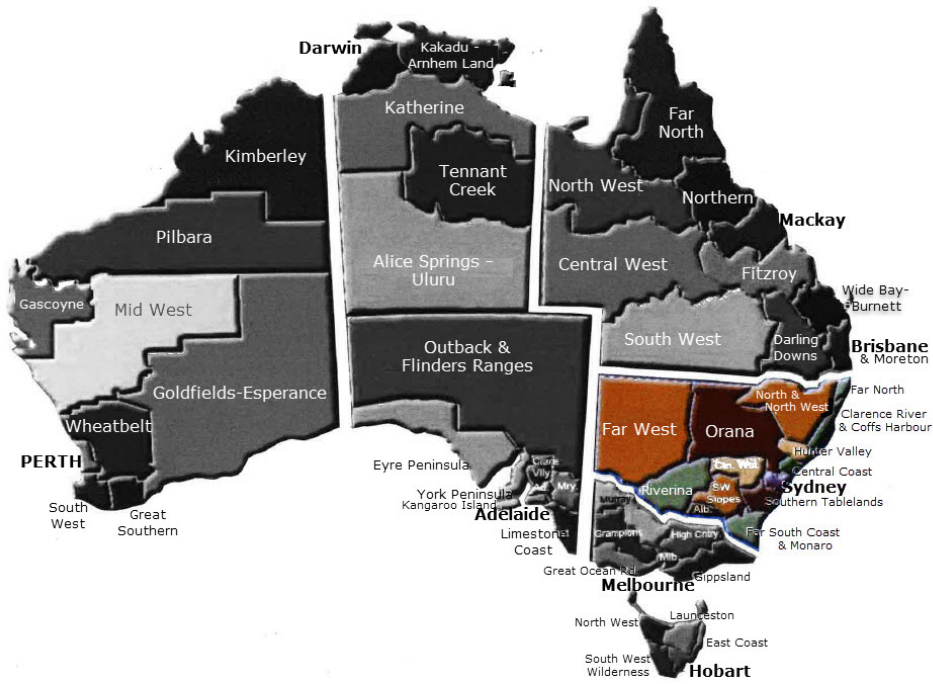 Darwin
Kakadu -
Arnhem Land
Katherine
Far
North
Kimberley
Tennant
Creek
North West
Northern
Mackay
Pilbara
Alice Springs -
Uluru
Central West
Fitzroy
Gascoyne
Mid West
Wide Bay-
Burnett
South West
Darling
Downs
Brisbane
& Moreton
Outback &
Flinders Ranges
Goldfields-Esperance
North &
North West
Far North
Wheatbelt
Far West
Orana
Clarence River
& Coffs Harbour
PERTH
Eyre Peninsula
Clare
Vlly
Hunter Valley
Cen. Wst
Central Coast
Sydney
South
West
Great
Southern
York Peninsula
Kangaroo Island
Ad
Mry.
Riverina
SW
Slopes
Southern Tablelands
Adelaide
Murray
Alb.
Limestone
Coast
Grampions
High Cntry
Far South Coast
& Monaro
Great Ocean Rd
Mlb
Melbourne
Gippsland
North West
Launceston
East Coast
South West
Wilderness
Hobart